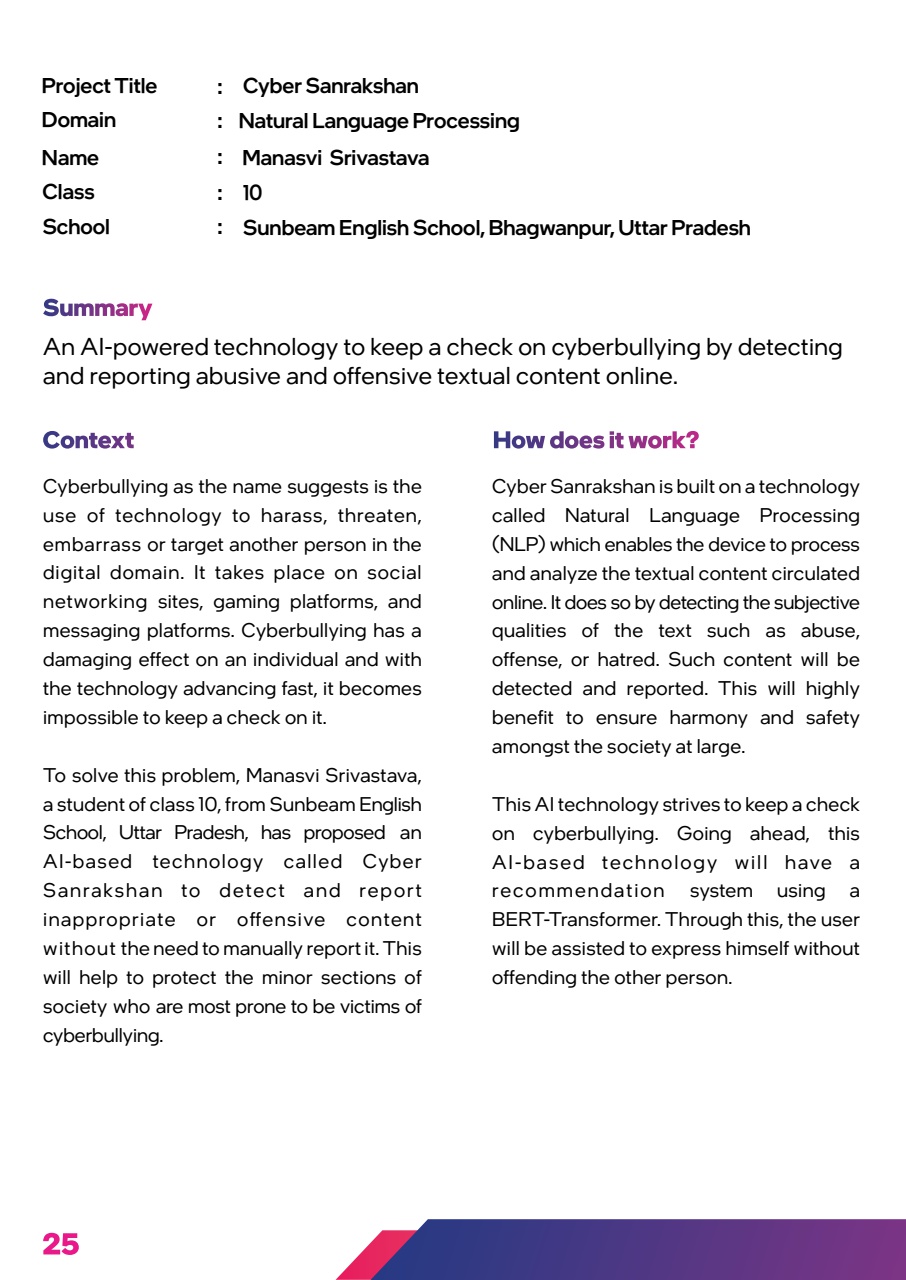 Project Title : Cyber Sanrakshan
Domain : Natural Language Processing
Name : Manasvi Srivastava
Class : 10
School : Sunbeam English School, Bhagwanpur, Uttar Pradesh
Summary
An AI-powered technology to keep a check on cyberbullying by detecting
and reporting abusive and offensive textual content online.
Context
Cyberbullying as the name suggests is the
use of technology to harass, threaten,
embarrass or target another person in the
digital domain. It takes place on social
networking sites, gaming platforms, and
messaging platforms. Cyberbullying has a
damaging effect on an individual and with
the technology advancing fast, it becomes
impossible to keep a check on it.
To solve this problem, Manasvi Srivastava,
a student of class 10, from Sunbeam English
School, Uttar Pradesh, has proposed an
AI-based technology called Cyber
Sanrakshan to detect and report
inappropriate or offensive content
without the need to manually report it. This
will help to protect the minor sections of
society who are most prone to be victims of
cyberbullying.
How does it work?
Cyber Sanrakshan is built on a technology
called Natural Language Processing
(NLP) which enables the device to process
and analyze the textual content circulated
online. It does so by detecting the subjective
qualities of the text such as abuse,
offense, or hatred. Such content will be
detected and reported. This will highly
benefit to ensure harmony and safety
amongst the society at large.
This AI technology strives to keep a check
on cyberbullying. Going ahead, this
AI-based technology will have a
recommendation system using a
BERT-Transformer. Through this, the user
will be assisted to express himself without
offending the other person.
25